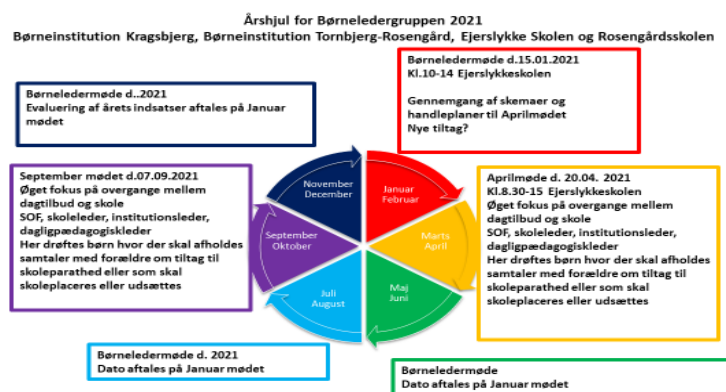 Årshjul for Børneledergruppen 2021
Børneinstitution Kragsbjerg, Børneinstitution Tornbjerg-Rosengård, Ejerslykke Skolen og Rosengårdsskolen
Børneledermøde d..2021
Evaluering af årets indsatser aftales på Januar
mødet
Børneledermøde d.15.01.2021
Kl.10-14 Ejerslykkeskolen
Gennemgang af skemaer og
handleplaner til Aprilmødet
Nye tiltag?
September mødet d.07.09.2021
Øget fokus på overgange mellem
dagtilbud og skole
SOF, skoleleder, institutionsleder,
dagligpædagogiskleder
Her drøftes børn hvor der skal afholdes
samtaler med forældre om tiltag til
skoleparathed eller som skal
skoleplaceres eller udsættes
November
December
Januar
Februar
September
Oktober
Marts
April
Juli
August
Maj
Juni
Aprilmøde d. 20.04. 2021
Kl.8.30-15 Ejerslykkeskolen
Øget fokus på overgange mellem
dagtilbud og skole
SOF, skoleleder, institutionsleder,
dagligpædagogiskleder
Her drøftes børn hvor der skal afholdes
samtaler med forældre om tiltag til
skoleparathed eller som skal
skoleplaceres eller udsættes
Børneledermøde d. 2021
Dato aftales på Januar mødet
Børneledermøde
Dato aftales på Januar mødet